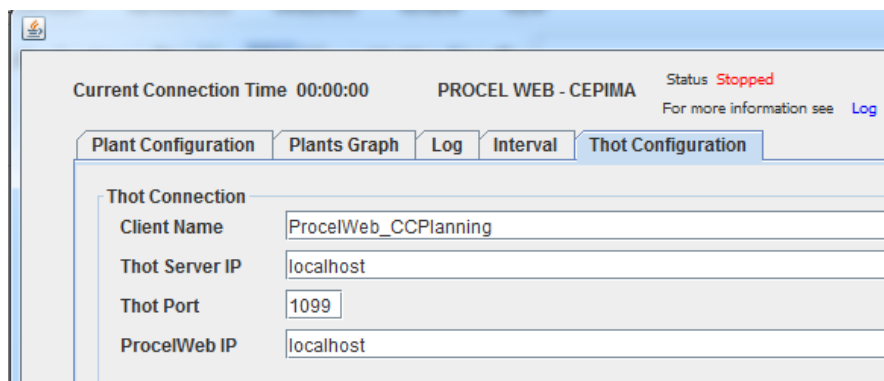 Current Connection Time 00:00:00 PROCEL WEB - CEPIMA Status Stopped
For more information see Log
Plant Configuration Plants Graph Log Interval Thot Configuration
Thot Connection
Client Name ProcelWeb_CCPlanning
Thot Server IP localhost
Thot Port 1099
ProcelWeb IP localhost